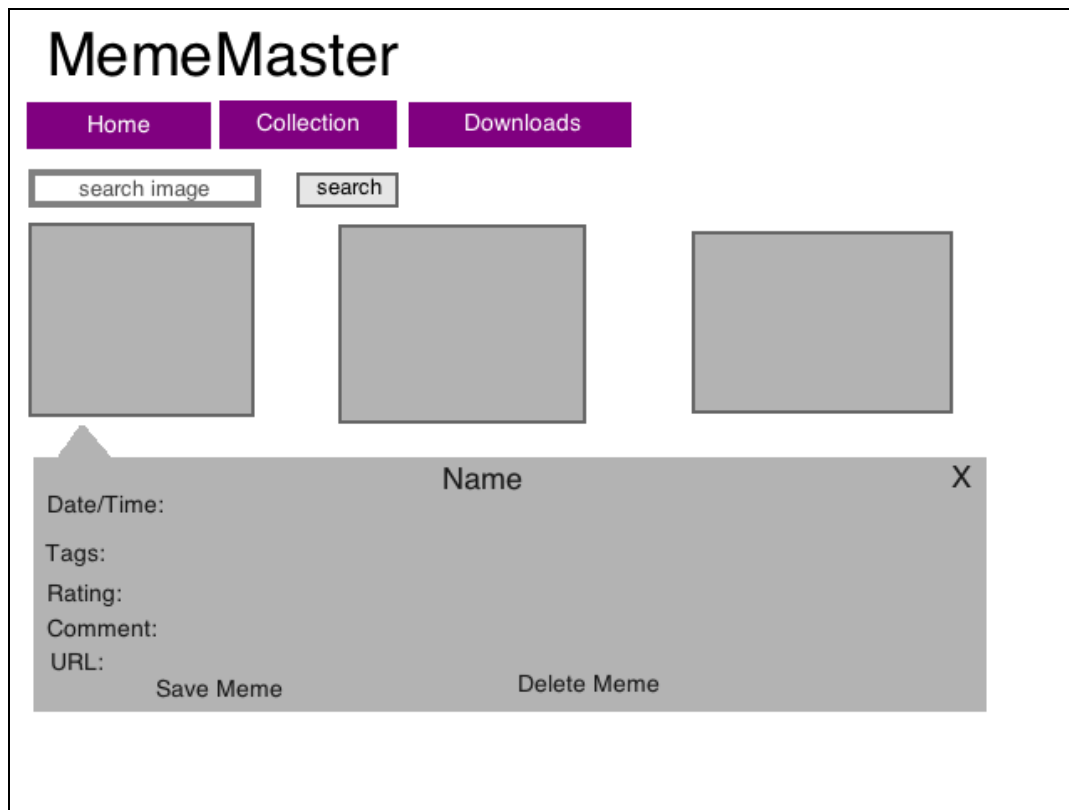 MemeMaster
Home Collection Downloads
search image search
Name X
Date/Time:
Tags:
Rating:
Comment:
URL:
Save Meme Delete Meme